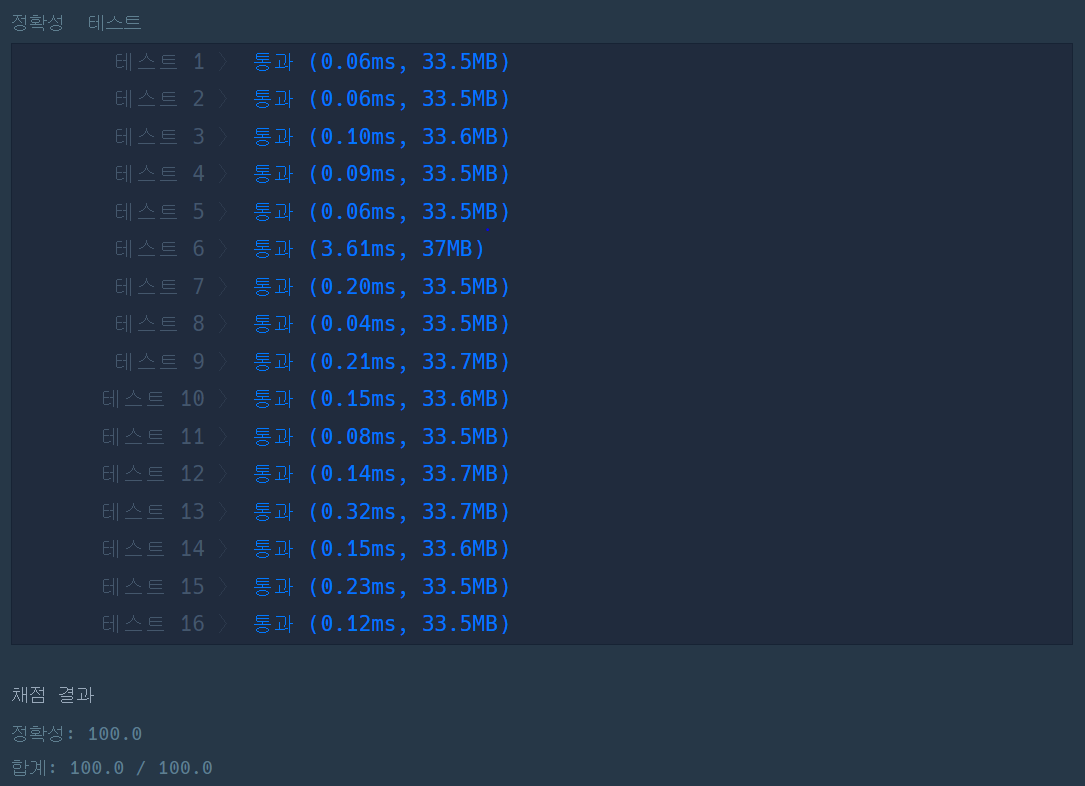 정확성 테스트
테스트 1 〉 통과 (0.06ms, 33.5MB)
테스트 2 〉 통과 (0.06ms, 33.5MB)
테스트 3 〉 통과 (0.10ms, 33.6MB)
테스트 4 〉 통과 (0.09ms, 33.5MB)
테스트 5 〉 통과 (0.06ms, 33.5MB)
테스트 6 〉 통과 (3.61ms, 37MB)
테스트 7 〉 통과 (0.20ms, 33.5MB)
테스트 8 〉 통과 (0.04ms, 33.5MB)
테스트 9 〉 통과 (0.21ms, 33.7MB)
테스트 10 〉 통과 (0.15ms, 33.6MB)
테스트 11 〉 통과 (0.08ms, 33.5MB)
테스트 12 〉 통과 (0.14ms, 33.7MB)
테스트 13 〉 통과 (0.32ms, 33.7MB)
테스트 14 〉 통과 (0.15ms, 33.6MB)
테스트 15 〉 통과 (0.23ms, 33.5MB)
테스트 16 〉 통과 (0.12ms, 33.5MB)
채점 결과
정확성: 100.0
합계: 100.0 / 100.0